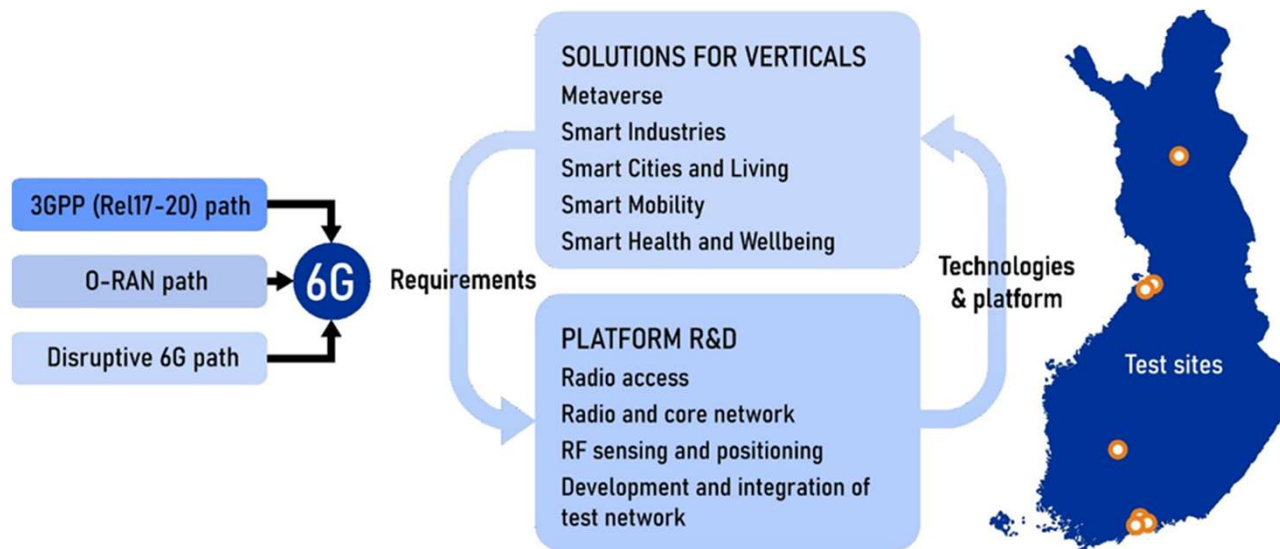 3GPP (Rel17-20) path
O-RAN path
Disruptive 6G path
6G
Requirements
SOLUTIONS FOR VERTICALS
Metaverse
Smart Industries
Smart Cities and Living
Smart Mobility
Smart Health and Wellbeing
PLATFORM R&D
Radio access
Radio and core network
RF sensing and positioning
Development and integration of
test network
Technologies
& platform
Test sites